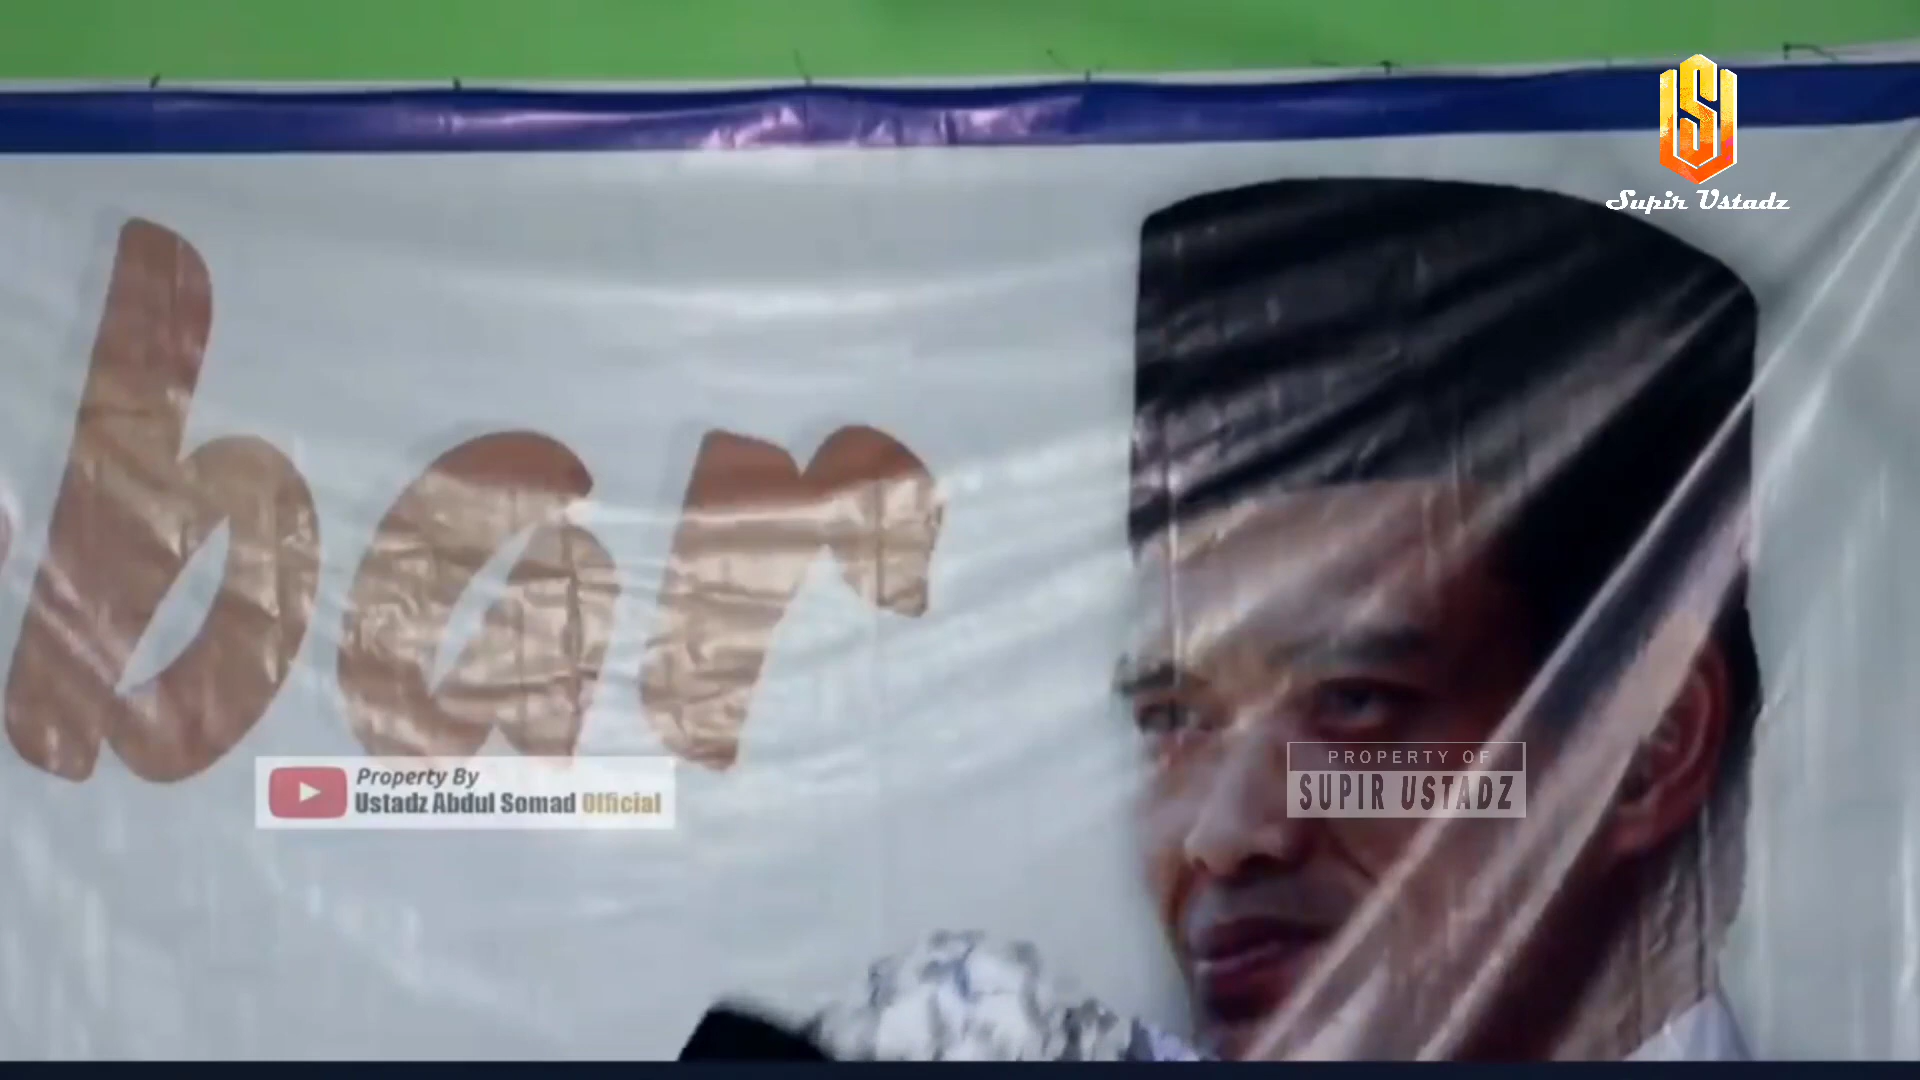 Supir Ustadz
bar
Property By
Ustadz Abdul Somad Official
PROPERTY OF
SUPIR USTADZ